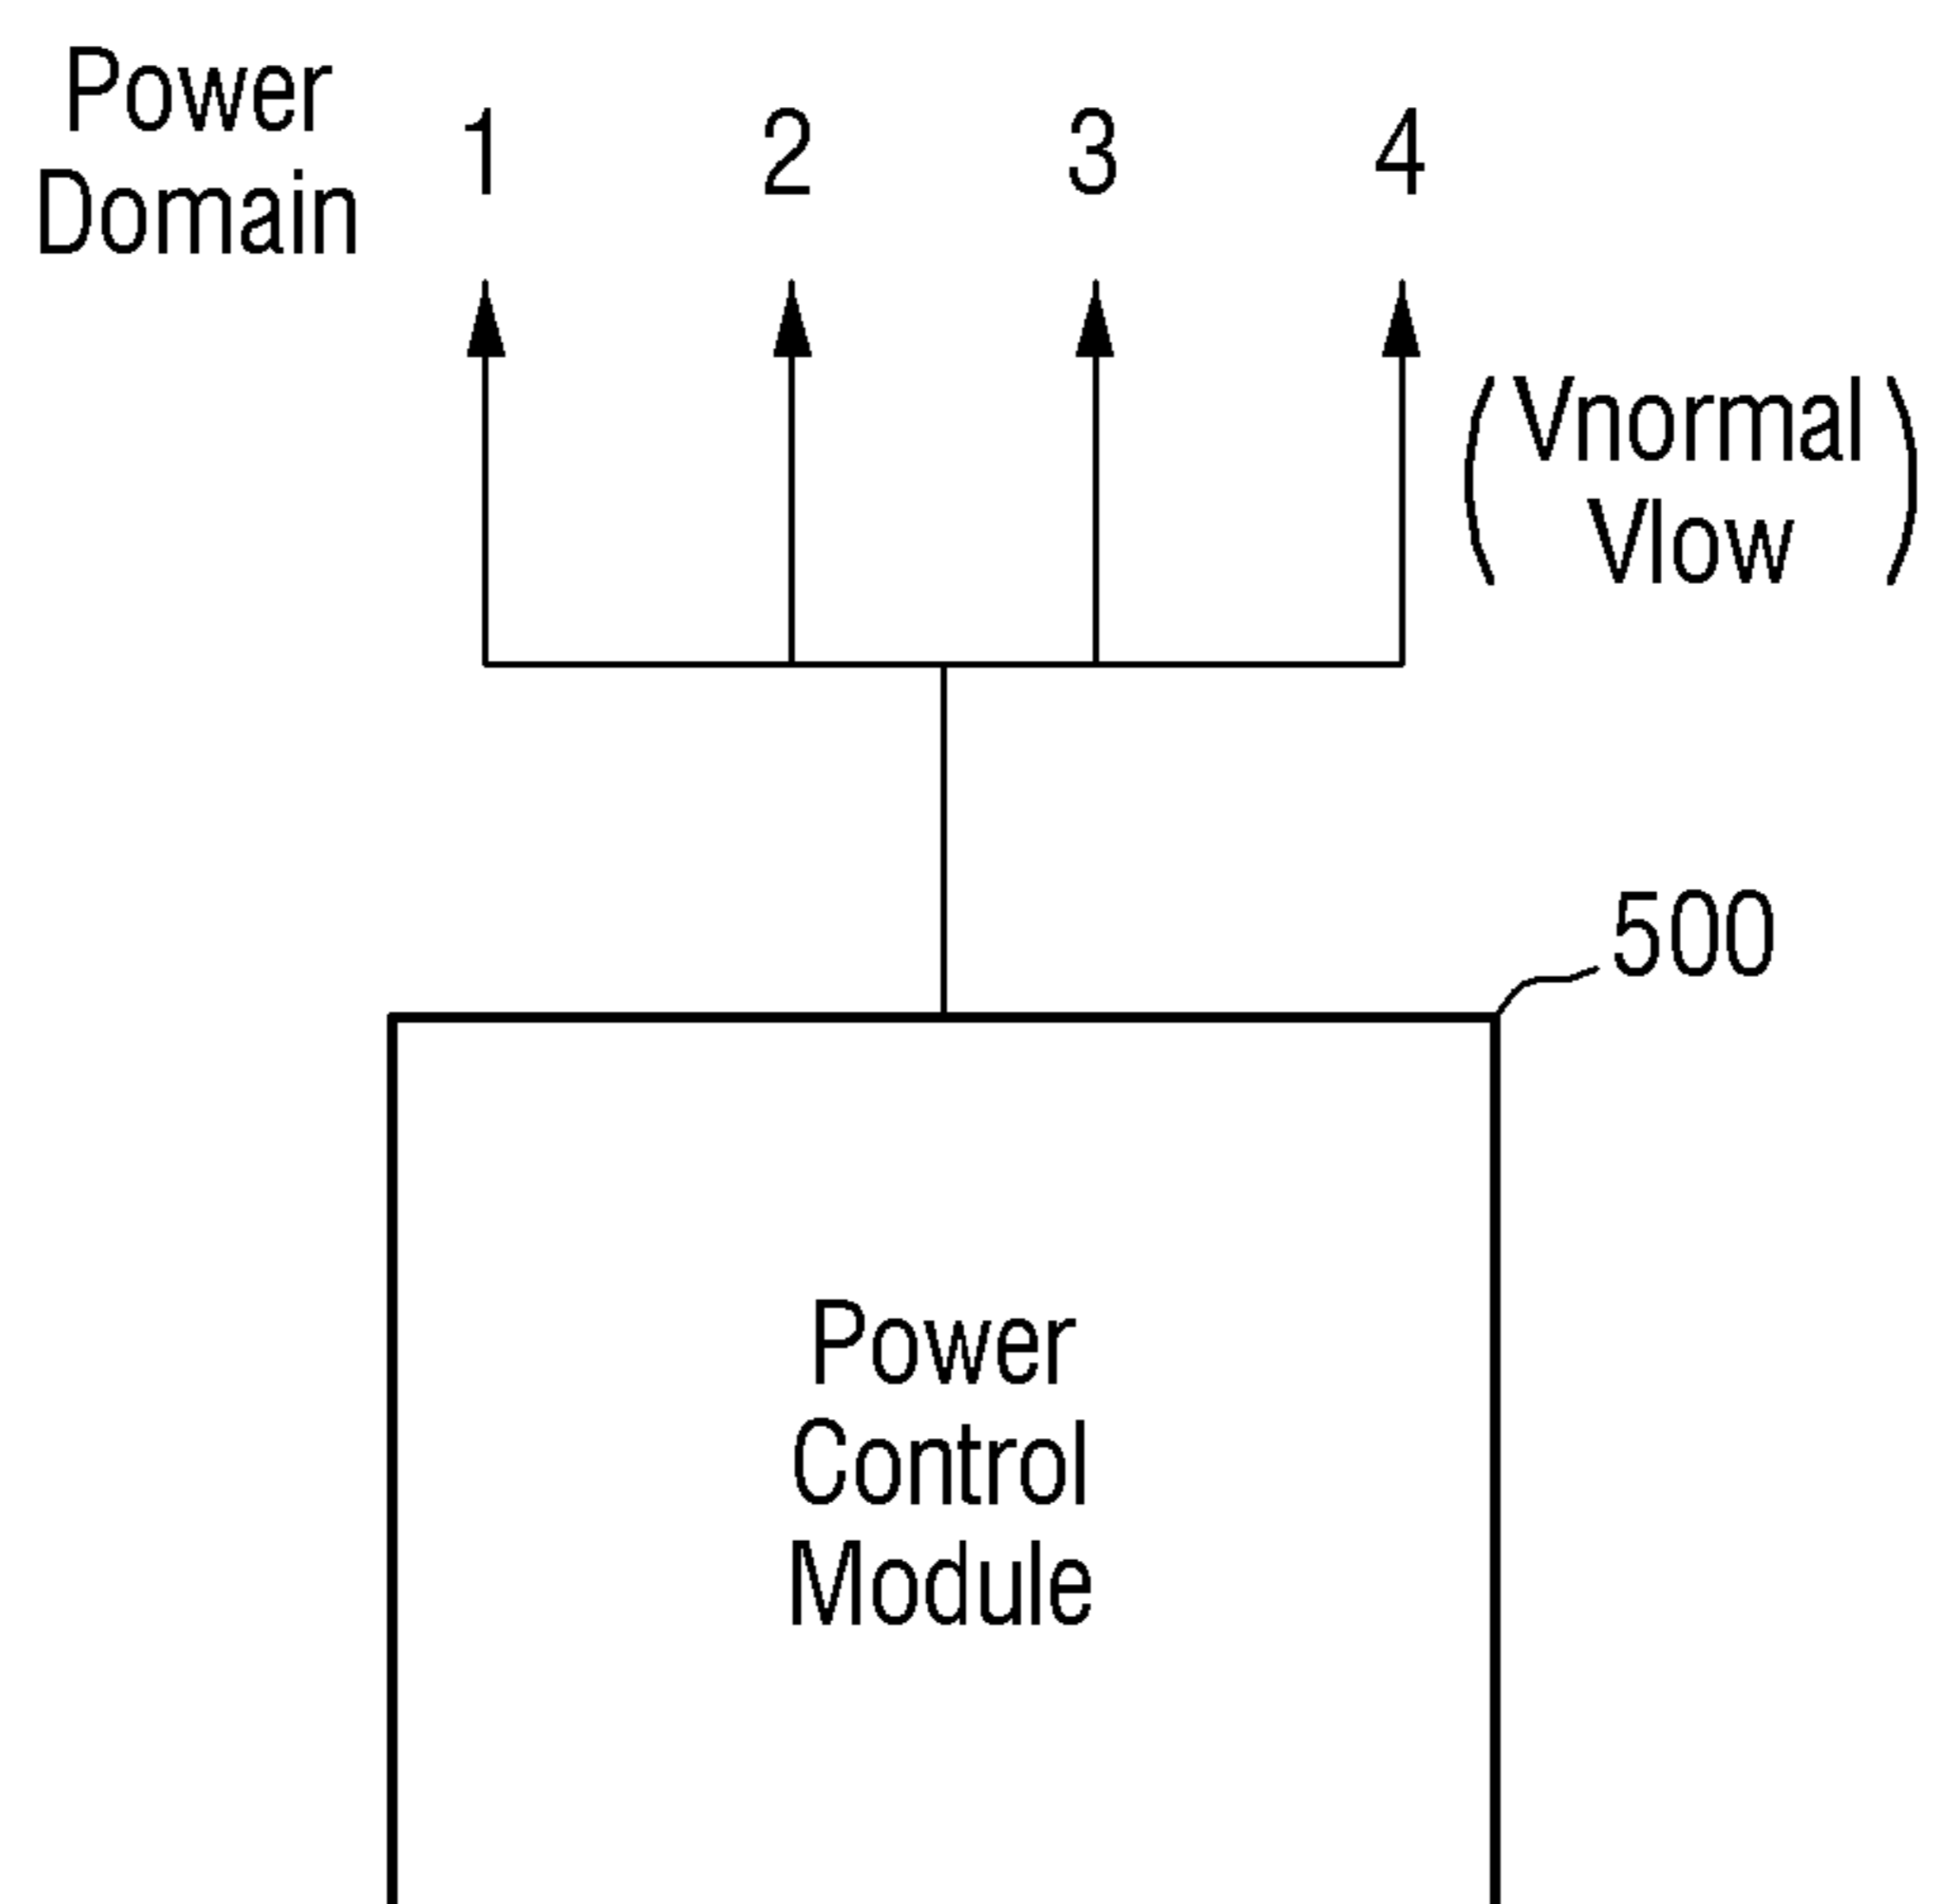 Power
Domain
1 2 3 4
(Vnormal
Vlow)
500
Power
Control
Module